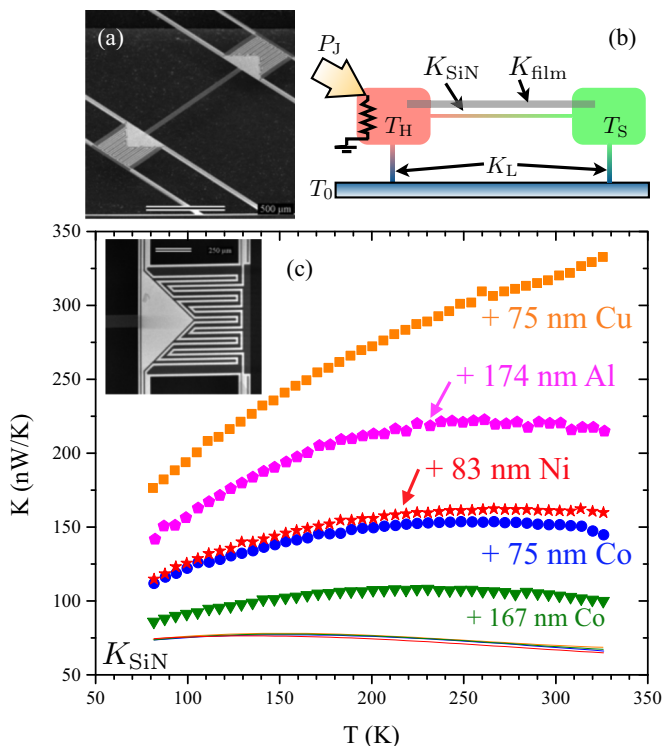 (a)
500 µm
(b)
P_J
K_SiN
K_film
T_H
T_S
K_L
T_0
350
300
250
200
150
100
75
50
K (nW/K)
250 µm
(c)
+ 75 nm Cu
+ 174 nm Al
+ 83 nm Ni
+ 75 nm Co
+ 167 nm Co
K_SiN
50
100
150
200
250
300
350
T (K)